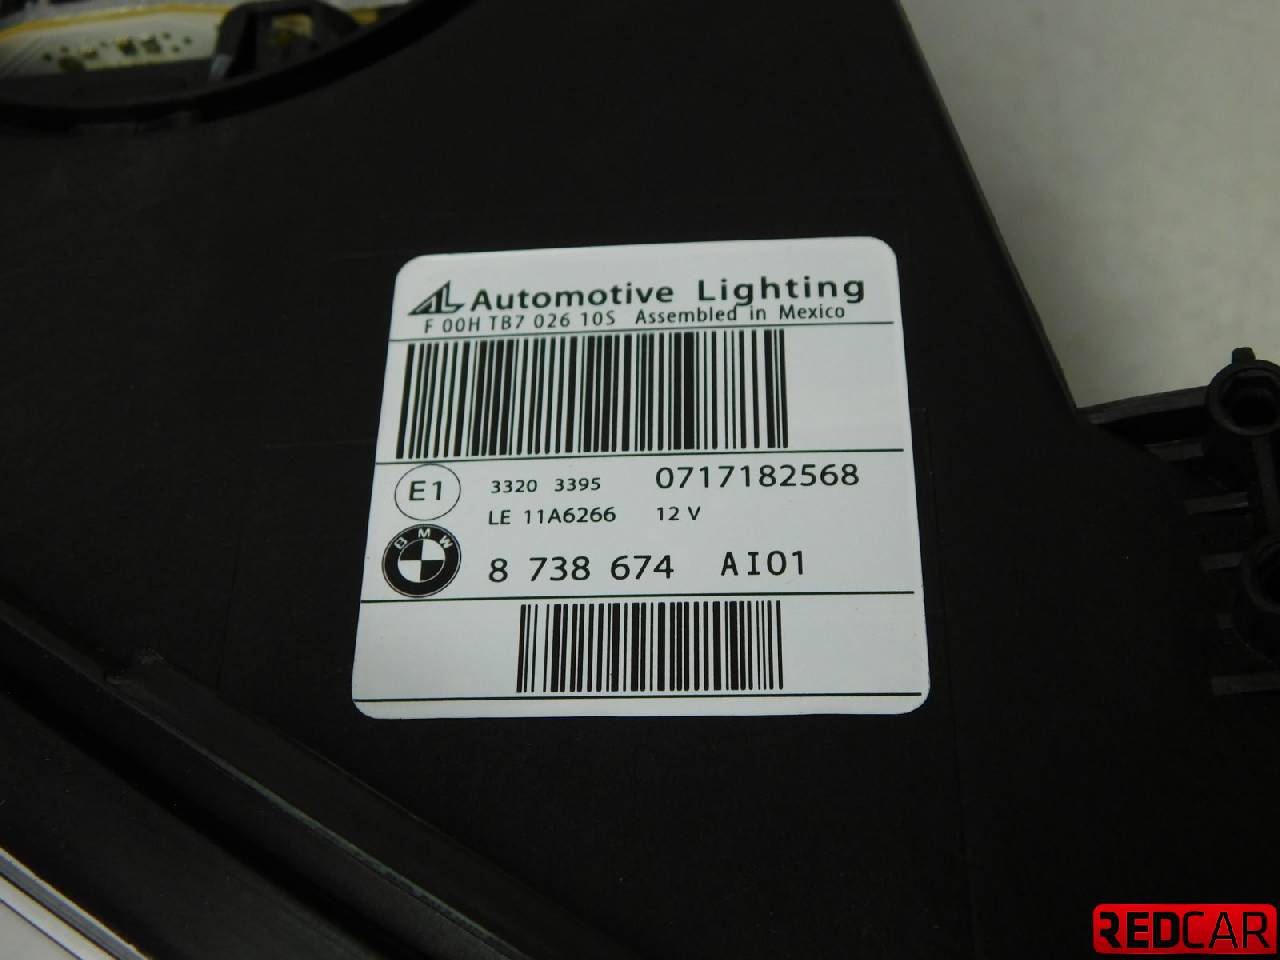 AL Automotive Lighting
F 00H TB7 026 10S Assembled in Mexico
E1 3320 3395 0717182568
LE 11A6266 12 V
BMW 8 738 674 AI01
REDCAR